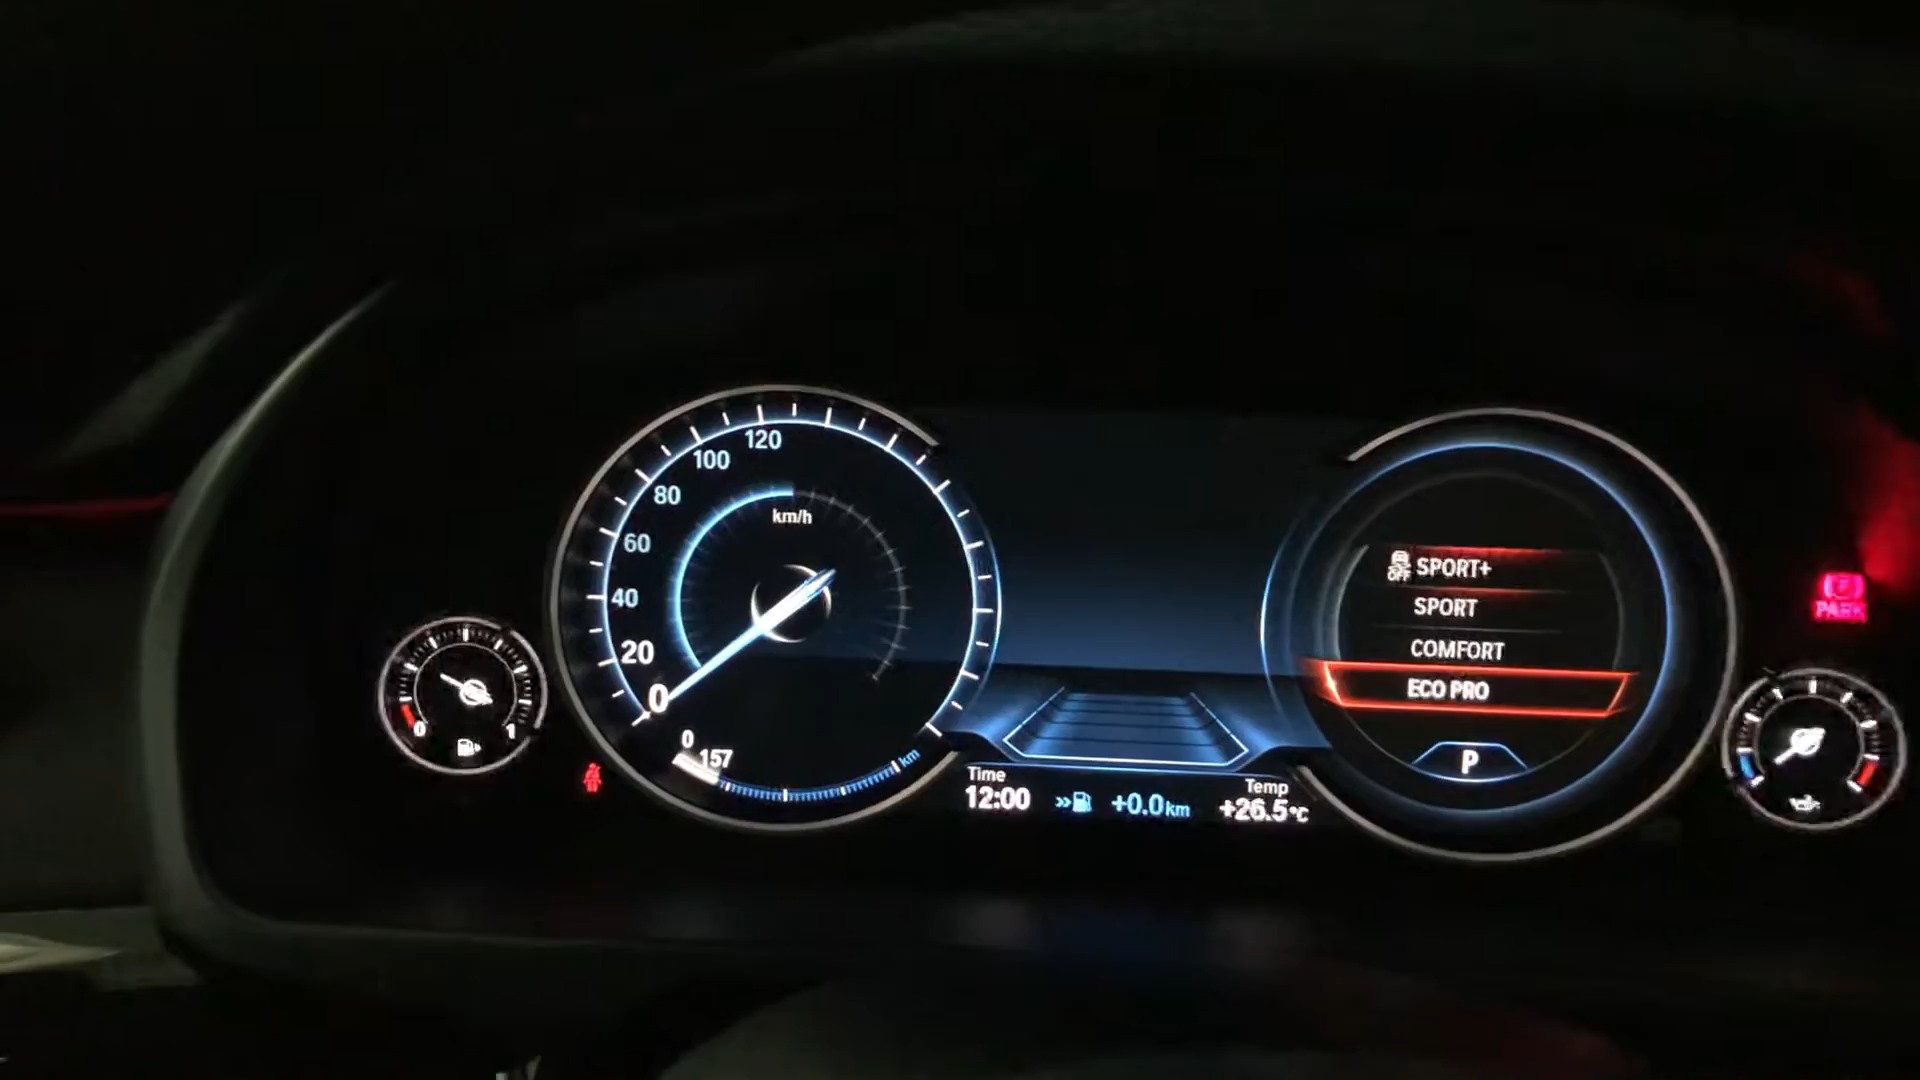 120
100
80
60
40
20
0
km/h
0
157
km
0
1
Time
12:00
+0.0km
Temp
+26.5°C
OFF SPORT+
SPORT
COMFORT
ECO PRO
P
PARK